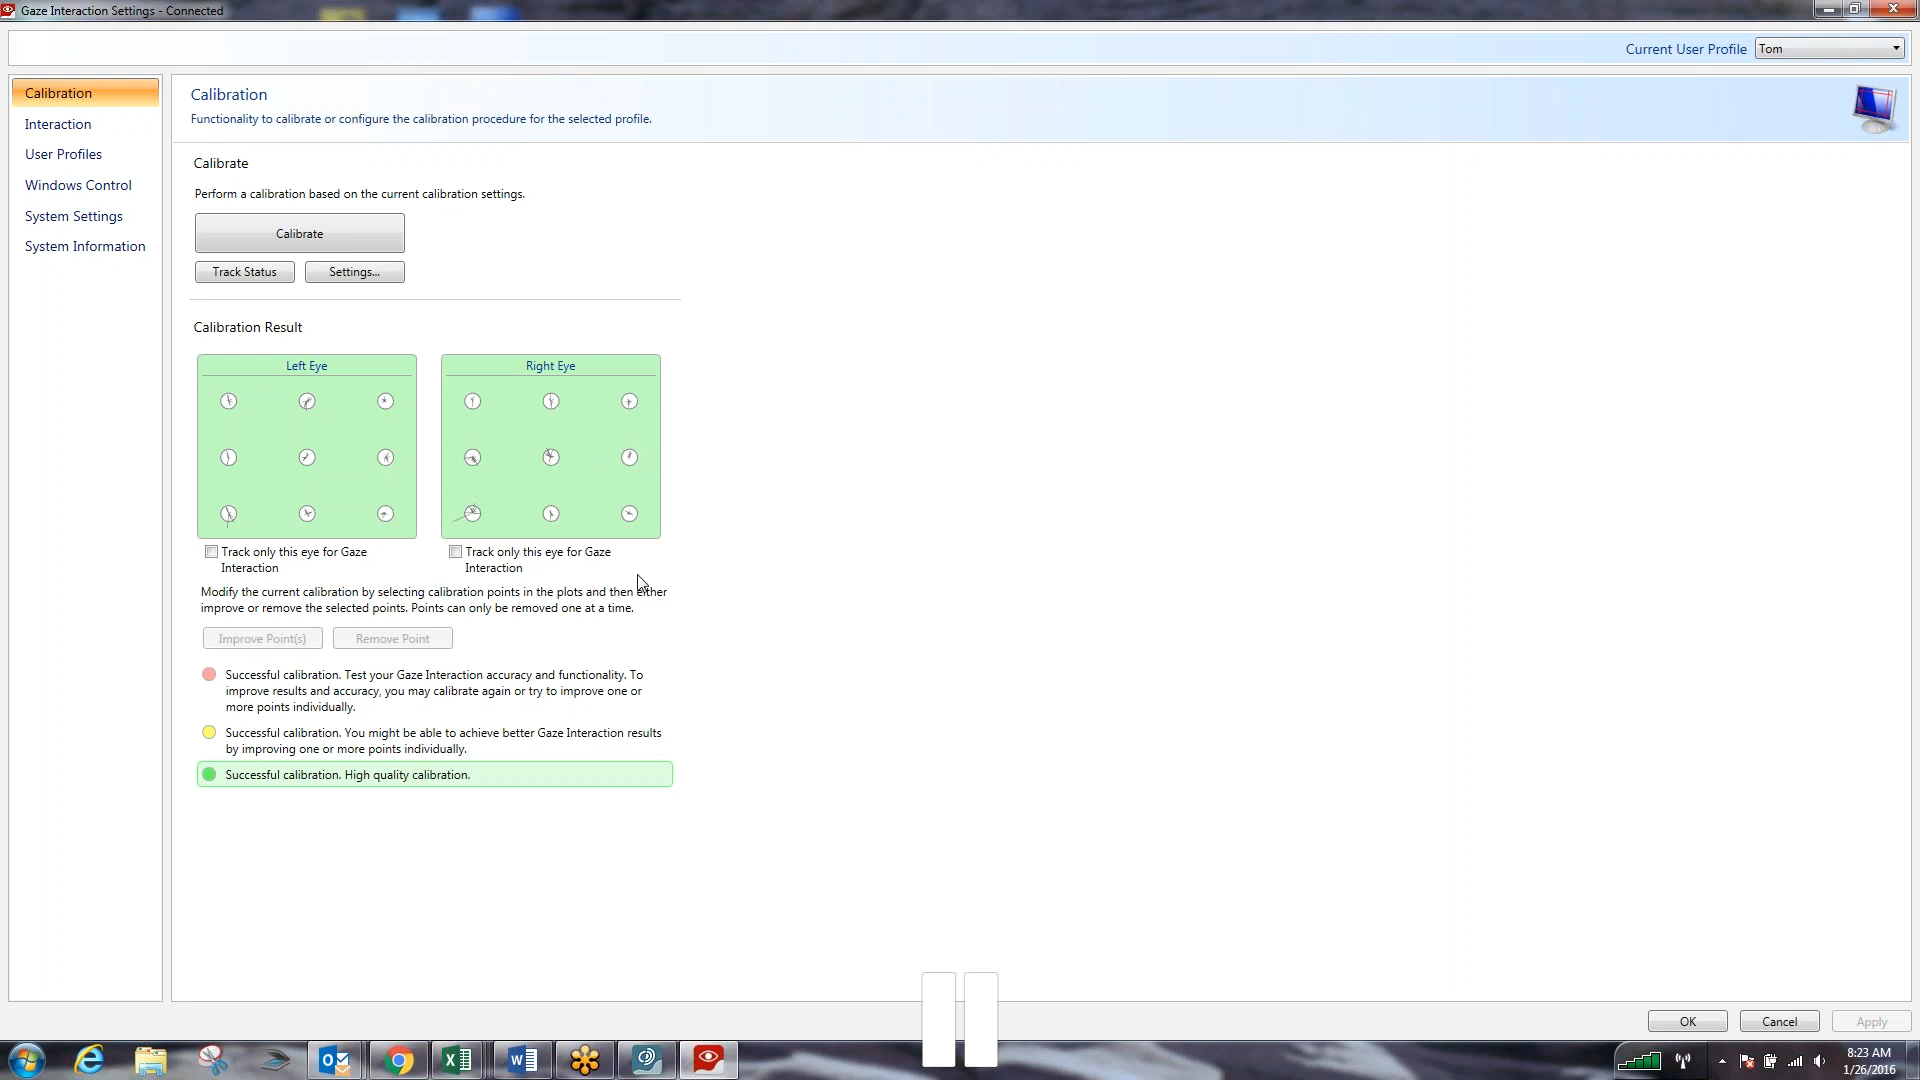 Gaze Interaction Settings - Connected
Current User Profile
Tom
Calibration
Interaction
User Profiles
Windows Control
System Settings
System Information
Calibration
Functionality to calibrate or configure the calibration procedure for the selected profile.
Calibrate
Perform a calibration based on the current calibration settings.
Calibrate
Track Status
Settings...
Calibration Result
Left Eye
Right Eye
Track only this eye for Gaze
Interaction
Track only this eye for Gaze
Interaction
Modify the current calibration by selecting calibration points in the plots and then either
improve or remove the selected points. Points can only be removed one at a time.
Improve Point(s)
Remove Point
Successful calibration. Test your Gaze Interaction accuracy and functionality. To
improve results and accuracy, you may calibrate again or try to improve one or
more points individually.
Successful calibration. You might be able to achieve better Gaze Interaction results
by improving one or more points individually.
Successful calibration. High quality calibration.
OK
Cancel
Apply
8:23 AM
1/26/2016